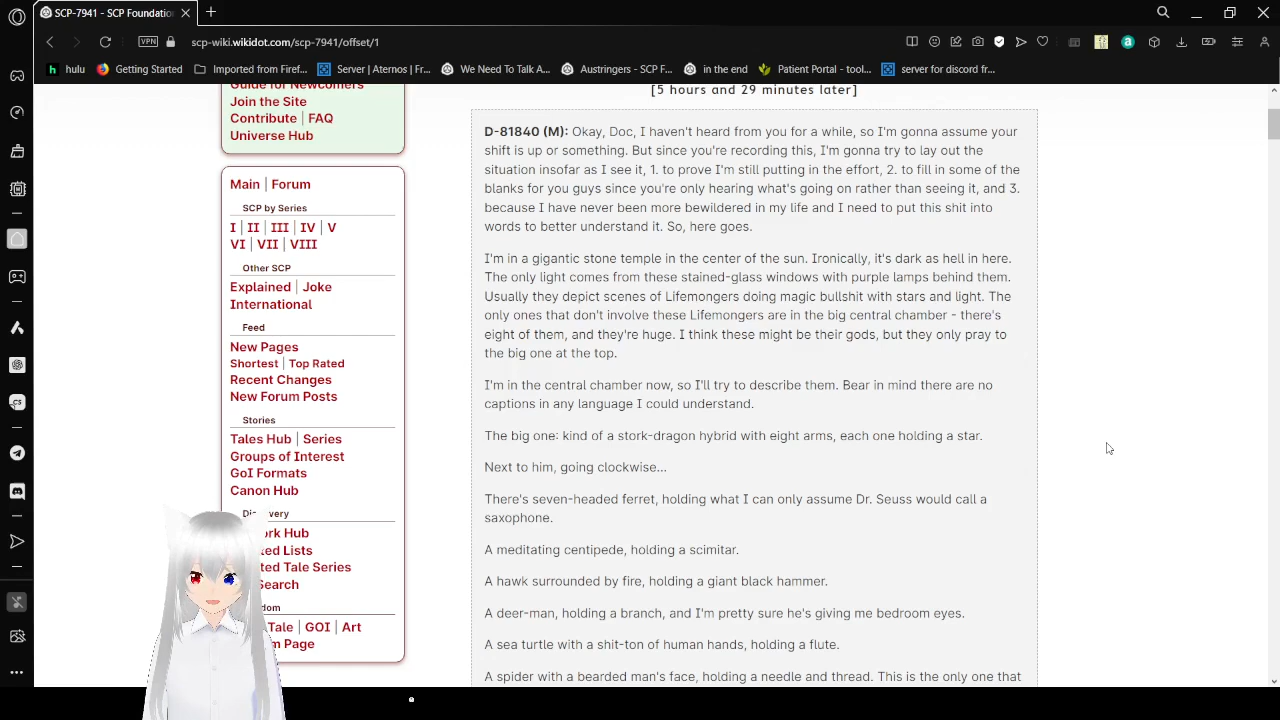 SCP-7941 - SCP Foundatio
scp-wiki.wikidot.com/scp-7941/offset/1
VPN
hulu
Getting Started
Imported from Firef...
Server | Aternos | Fr...
We Need To Talk A...
Austringers - SCP F...
in the end
Patient Portal - tool...
server for discord fr...
Guide for Newcomers
Join the Site
Contribute | FAQ
Universe Hub
Main | Forum
SCP by Series
I | II | III | IV | V
VI | VII | VIII
Other SCP
Explained | Joke
International
Feed
New Pages
Shortest | Top Rated
Recent Changes
New Forum Posts
Stories
Tales Hub | Series
Groups of Interest
GoI Formats
Canon Hub
Hub
Lists
Tale Series
Search
Tale | GOI | Art
Page
[5 hours and 29 minutes later]
D-81840 (M): Okay, Doc, I haven't heard from you for a while, so I'm gonna assume your
shift is up or something. But since you're recording this, I'm gonna try to lay out the
situation insofar as I see it, 1. to prove I'm still putting in the effort, 2. to fill in some of the
blanks for you guys since you're only hearing what's going on rather than seeing it, and 3.
because I have never been more bewildered in my life and I need to put this shit into
words to better understand it. So, here goes.
I'm in a gigantic stone temple in the center of the sun. Ironically, it's dark as hell in here.
The only light comes from these stained-glass windows with purple lamps behind them.
Usually they depict scenes of Lifemongers doing magic bullshit with stars and light. The
only ones that don't involve these Lifemongers are in the big central chamber - there's
eight of them, and they're huge. I think these might be their gods, but they only pray to
the big one at the top.
I'm in the central chamber now, so I'll try to describe them. Bear in mind there are no
captions in any language I could understand.
The big one: kind of a stork-dragon hybrid with eight arms, each one holding a star.
Next to him, going clockwise...
There's seven-headed ferret, holding what I can only assume Dr. Seuss would call a
saxophone.
A meditating centipede, holding a scimitar.
A hawk surrounded by fire, holding a giant black hammer.
A deer-man, holding a branch, and I'm pretty sure he's giving me bedroom eyes.
A sea turtle with a shit-ton of human hands, holding a flute.
A spider with a bearded man's face, holding a needle and thread. This is the only one that